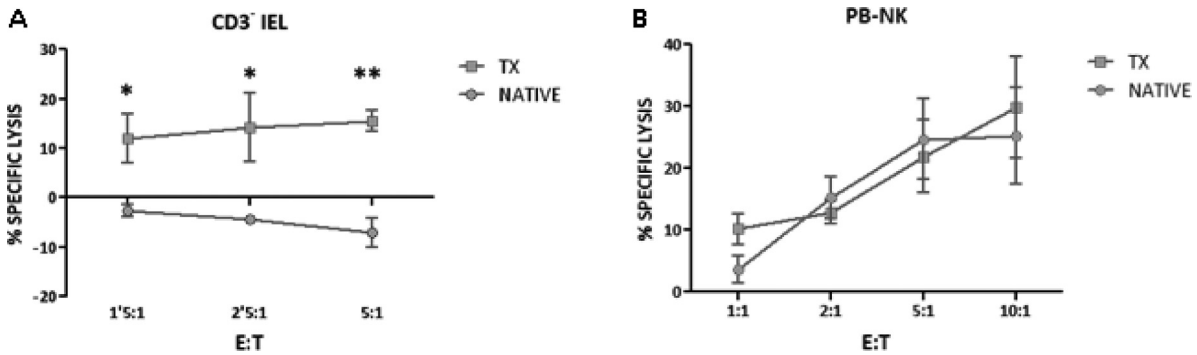 A
CD3⁻ IEL
% SPECIFIC LYSIS
30
20
10
0
-10
-20
*
*
**
TX
NATIVE
1'5:1
2'5:1
5:1
E:T
B
PB-NK
% SPECIFIC LYSIS
40
30
20
10
0
TX
NATIVE
1:1
2:1
5:1
10:1
E:T